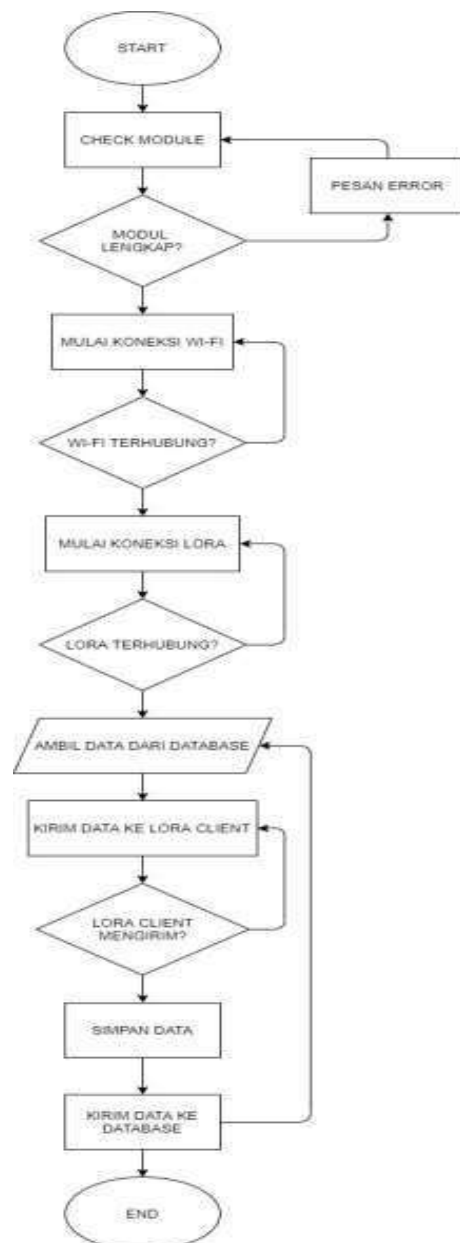 START
CHECK MODULE
PESAN ERROR
MODUL
LENGKAP?
MULAI KONEKSI WI-FI
WI-FI TERHUBUNG?
MULAI KONEKSI LORA
LORA TERHUBUNG?
AMBIL DATA DARI DATABASE
KIRIM DATA KE LORA CLIENT
LORA CLIENT
MENGIRIM?
SIMPAN DATA
KIRIM DATA KE
DATABASE
END